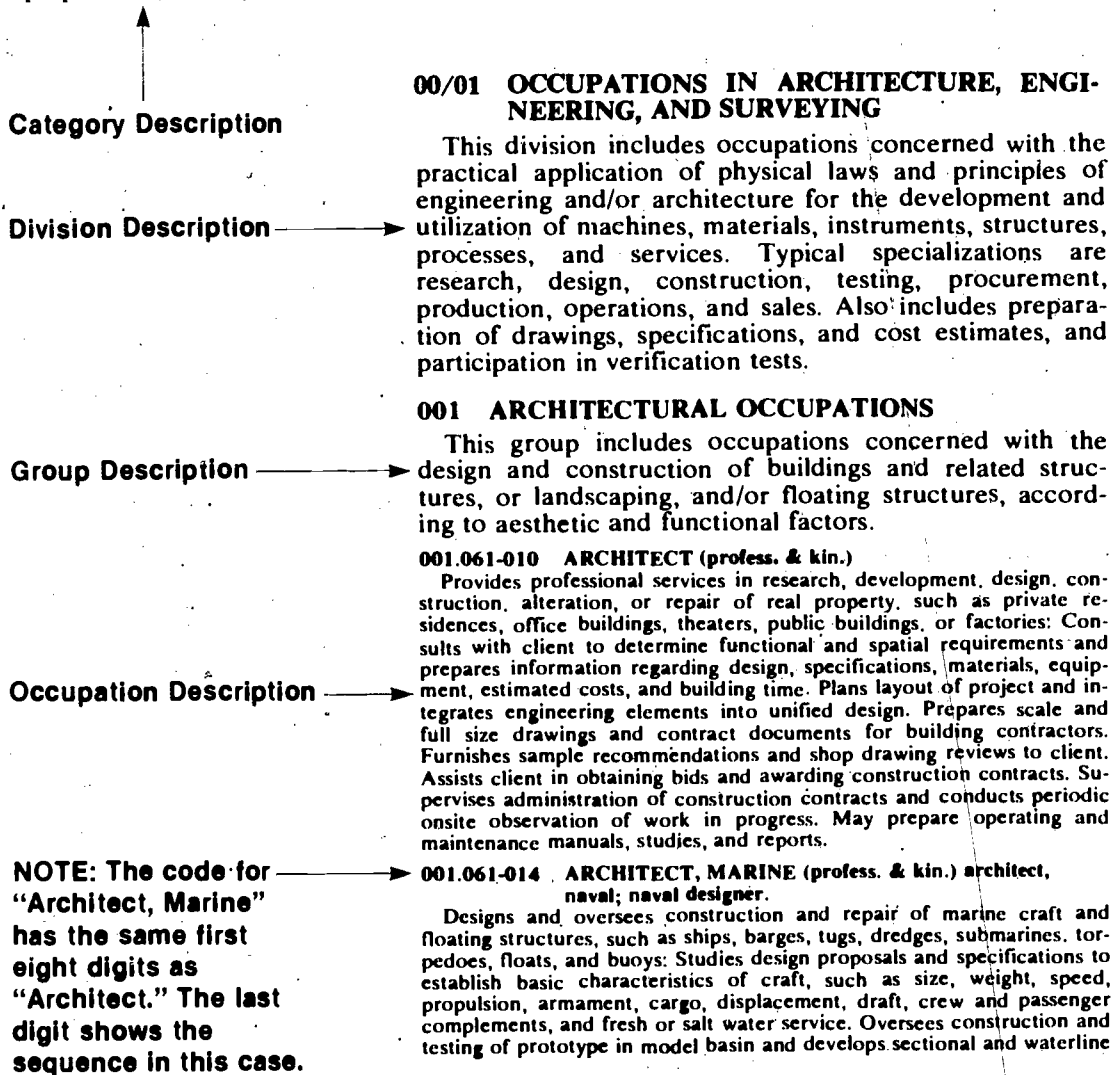 Category Description
00/01 OCCUPATIONS IN ARCHITECTURE, ENGI-
NEERING, AND SURVEYING
This division includes occupations concerned with the
practical application of physical laws and principles of
engineering and/or architecture for the development and
Division Description
utilization of machines, materials, instruments, structures,
processes, and services. Typical specializations are
research, design, construction, testing, procurement,
production, operations, and sales. Also includes prepara-
tion of drawings, specifications, and cost estimates, and
participation in verification tests.
001 ARCHITECTURAL OCCUPATIONS
This group includes occupations concerned with the
Group Description
design and construction of buildings and related struc-
tures, or landscaping, and/or floating structures, accord-
ing to aesthetic and functional factors.
001.061-010 ARCHITECT (profess. & kin.)
Provides professional services in research, development, design, con-
struction, alteration, or repair of real property, such as private re-
sidences, office buildings, theaters, public buildings, or factories: Con-
sults with client to determine functional and spatial requirements and
prepares information regarding design, specifications, materials, equip-
Occupation Description
ment, estimated costs, and building time. Plans layout of project and in-
tegrates engineering elements into unified design. Prepares scale and
full size drawings and contract documents for building contractors.
Furnishes sample recommendations and shop drawing reviews to client.
Assists client in obtaining bids and awarding construction contracts. Su-
pervises administration of construction contracts and conducts periodic
onsite observation of work in progress. May prepare operating and
maintenance manuals, studies, and reports.
NOTE: The code for
"Architect, Marine"
has the same first
eight digits as
"Architect." The last
digit shows the
sequence in this case.
001.061-014 ARCHITECT, MARINE (profess. & kin.) architect,
naval; naval designer.
Designs and oversees construction and repair of marine craft and
floating structures, such as ships, barges, tugs, dredges, submarines, tor-
pedoes, floats, and buoys: Studies design proposals and specifications to
establish basic characteristics of craft, such as size, weight, speed,
propulsion, armament, cargo, displacement, draft, crew and passenger
complements, and fresh or salt water service. Oversees construction and
testing of prototype in model basin and develops sectional and waterline